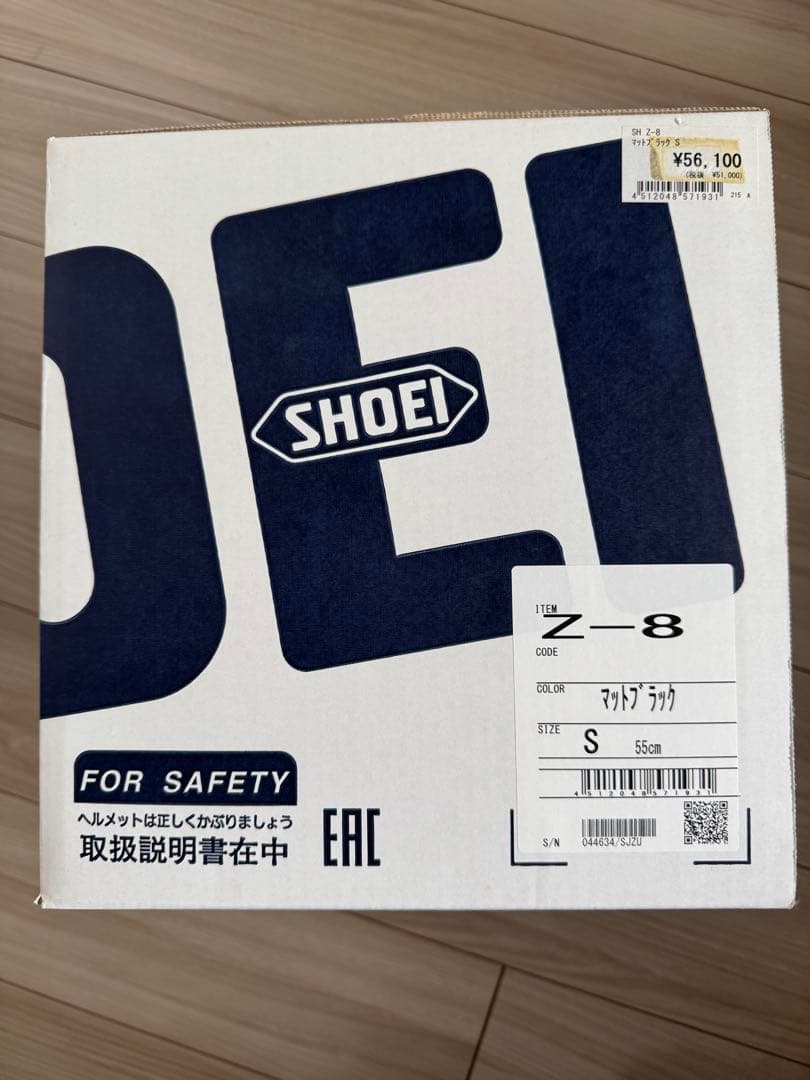 SH Z-8
ﾏｯﾄﾌﾞﾗｯｸ S
¥56,100
(税抜 ¥51,000)
4 512048 571931
215 A
OEI
SHOEI
ITEM
Z-8
CODE
COLOR
ﾏｯﾄﾌﾞﾗｯｸ
SIZE
S 55cm
4512048571931
S/N 044634/SJZU
FOR SAFETY
ヘルメットは正しくかぶりましょう
取扱説明書在中
EAC